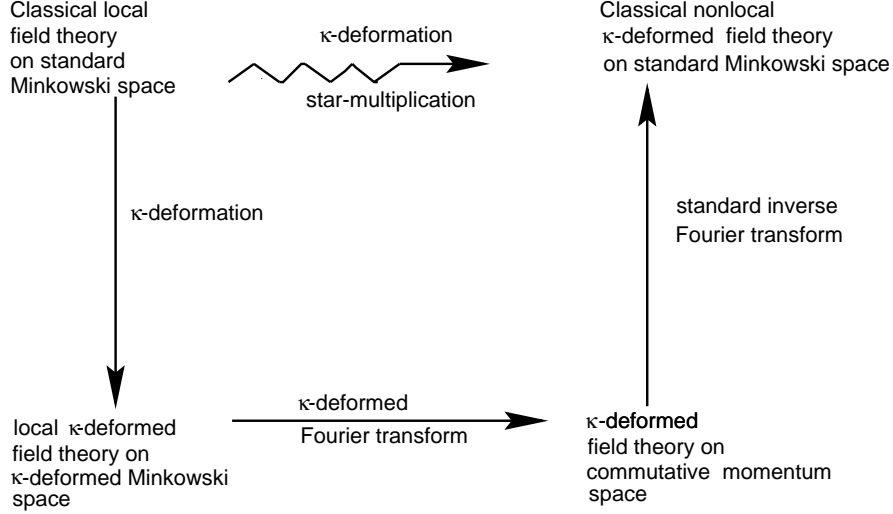 Classical local
field theory
on standard
Minkowski space
κ-deformation
star-multiplication
Classical nonlocal
κ-deformed field theory
on standard Minkowski space
κ-deformation
standard inverse
Fourier transform
local κ-deformed
field theory on
κ-deformed Minkowski
space
κ-deformed
Fourier transform
κ-deformed
field theory on
commutative momentum
space